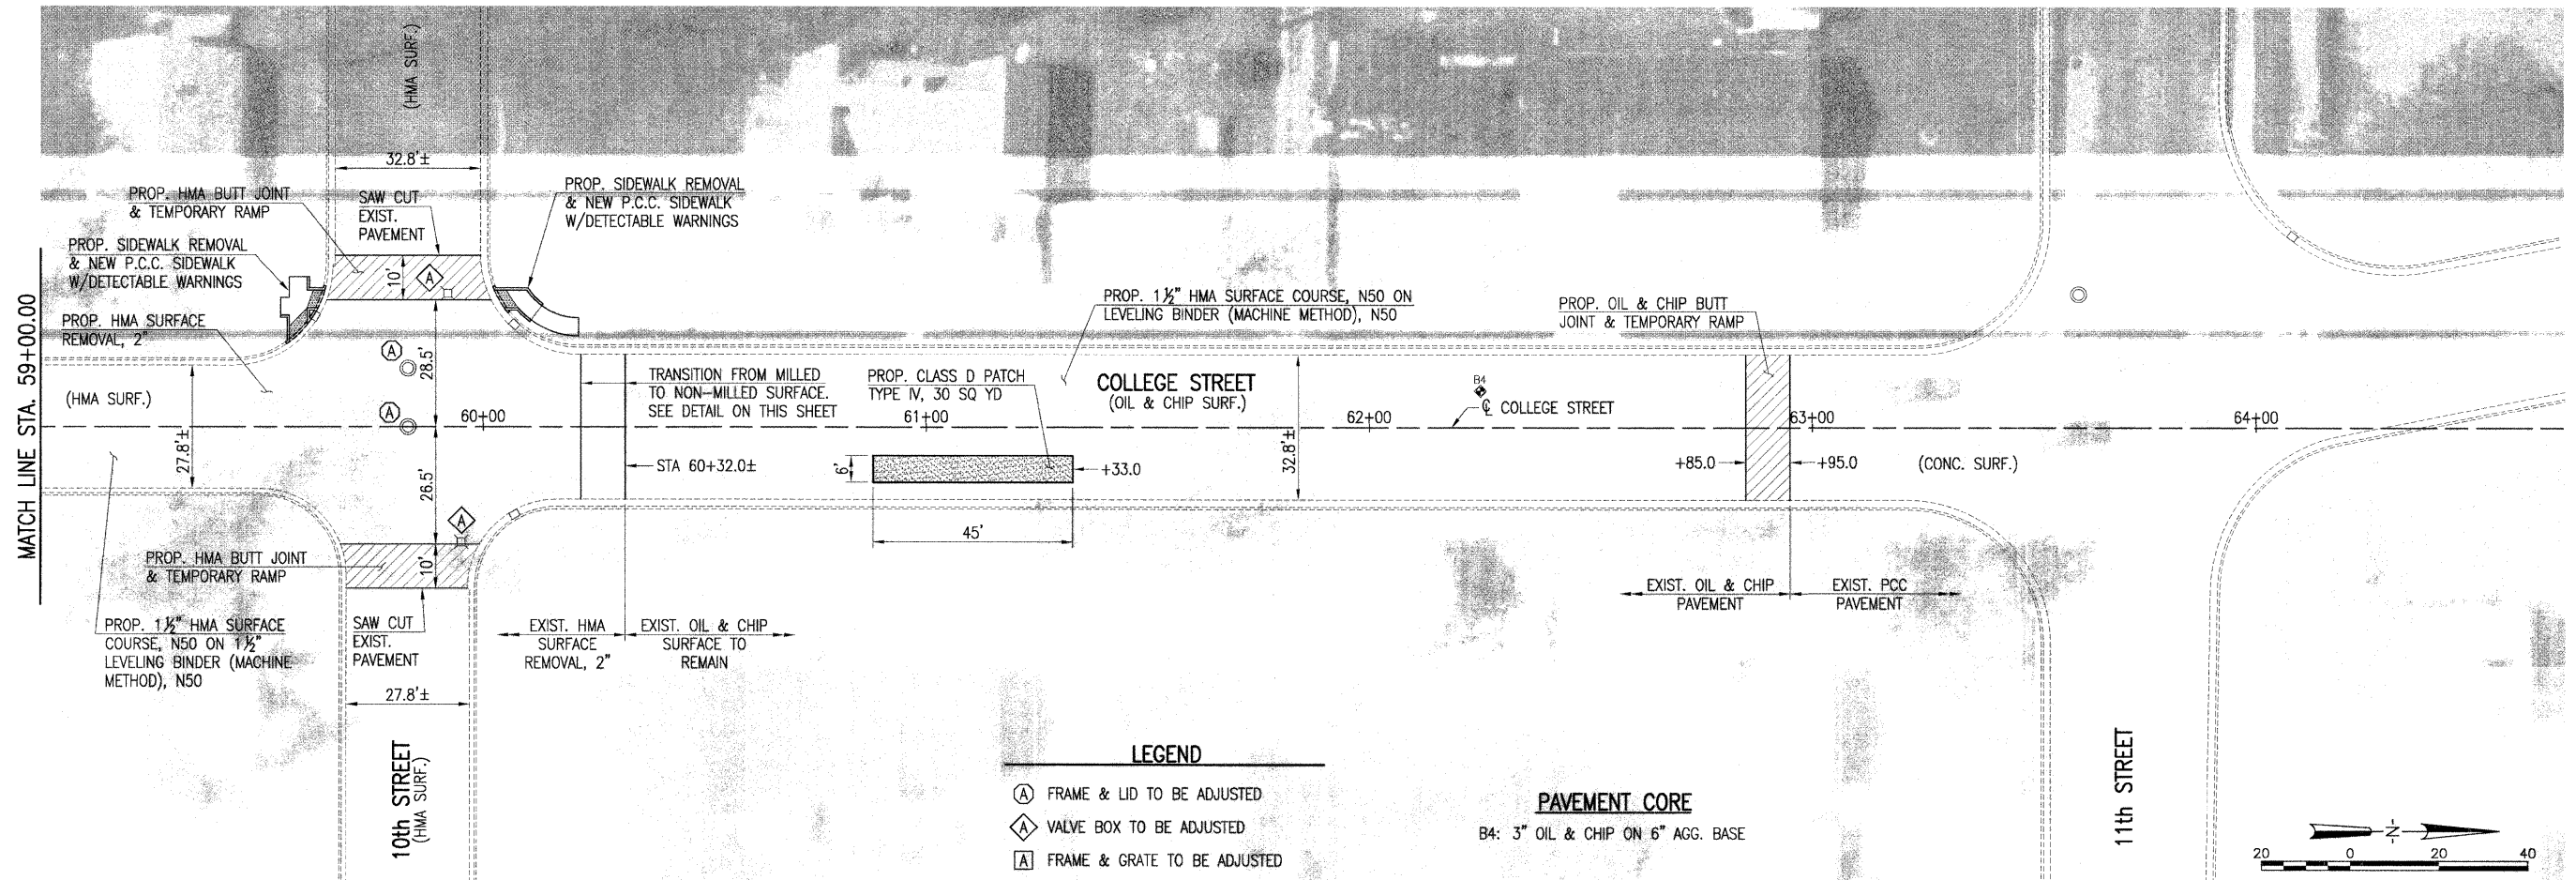 (HMA SURF.)
32.8'±
PROP. HMA BUTT JOINT
& TEMPORARY RAMP
SAW CUT
EXIST.
PAVEMENT
PROP. SIDEWALK REMOVAL
& NEW P.C.C. SIDEWALK
W/DETECTABLE WARNINGS
PROP. SIDEWALK REMOVAL
& NEW P.C.C. SIDEWALK
W/DETECTABLE WARNINGS
10'
A
PROP. HMA SURFACE
REMOVAL, 2"
MATCH LINE STA. 59+00.00
(HMA SURF.)
27.8'±
A
A
28.5'
26.5'
60+00
TRANSITION FROM MILLED
TO NON-MILLED SURFACE.
SEE DETAIL ON THIS SHEET
STA 60+32.0±
PROP. CLASS D PATCH
TYPE IV, 30 SQ YD
61+00
6'
+33.0
45'
PROP. 1½" HMA SURFACE COURSE, N50 ON
LEVELING BINDER (MACHINE METHOD), N50
COLLEGE STREET
(OIL & CHIP SURF.)
32.8'±
62+00
B4
℄ COLLEGE STREET
PROP. OIL & CHIP BUTT
JOINT & TEMPORARY RAMP
63+00
+85.0
+95.0
(CONC. SURF.)
64+00
A
PROP. HMA BUTT JOINT
& TEMPORARY RAMP
10'
EXIST. OIL & CHIP
PAVEMENT
EXIST. PCC
PAVEMENT
PROP. 1½" HMA SURFACE
COURSE, N50 ON 1½"
LEVELING BINDER (MACHINE
METHOD), N50
SAW CUT
EXIST.
PAVEMENT
EXIST. HMA
SURFACE
REMOVAL, 2"
EXIST. OIL & CHIP
SURFACE TO
REMAIN
27.8'±
10th STREET
(HMA SURF.)
LEGEND
A FRAME & LID TO BE ADJUSTED
A VALVE BOX TO BE ADJUSTED
A FRAME & GRATE TO BE ADJUSTED
PAVEMENT CORE
B4: 3" OIL & CHIP ON 6" AGG. BASE
11th STREET
N
20 0 20 40